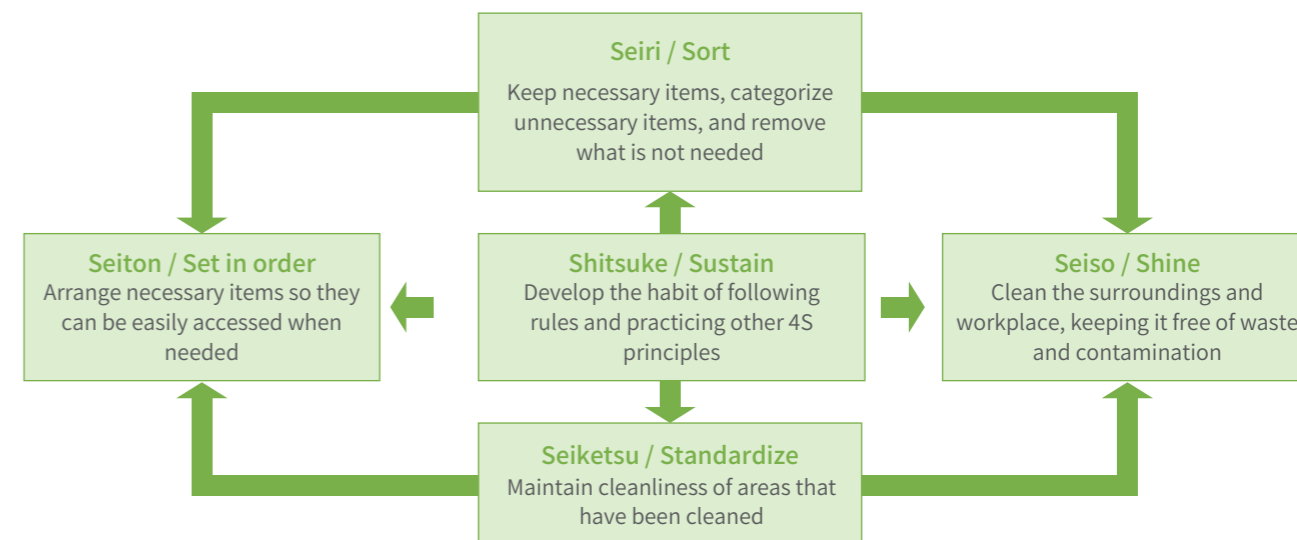 Seiri / Sort
Keep necessary items, categorize
unnecessary items, and remove
what is not needed
Seiton / Set in order
Arrange necessary items so they
can be easily accessed when
needed
Shitsuke / Sustain
Develop the habit of following
rules and practicing other 4S
principles
Seiso / Shine
Clean the surroundings and
workplace, keeping it free of waste
and contamination
Seiketsu / Standardize
Maintain cleanliness of areas that
have been cleaned